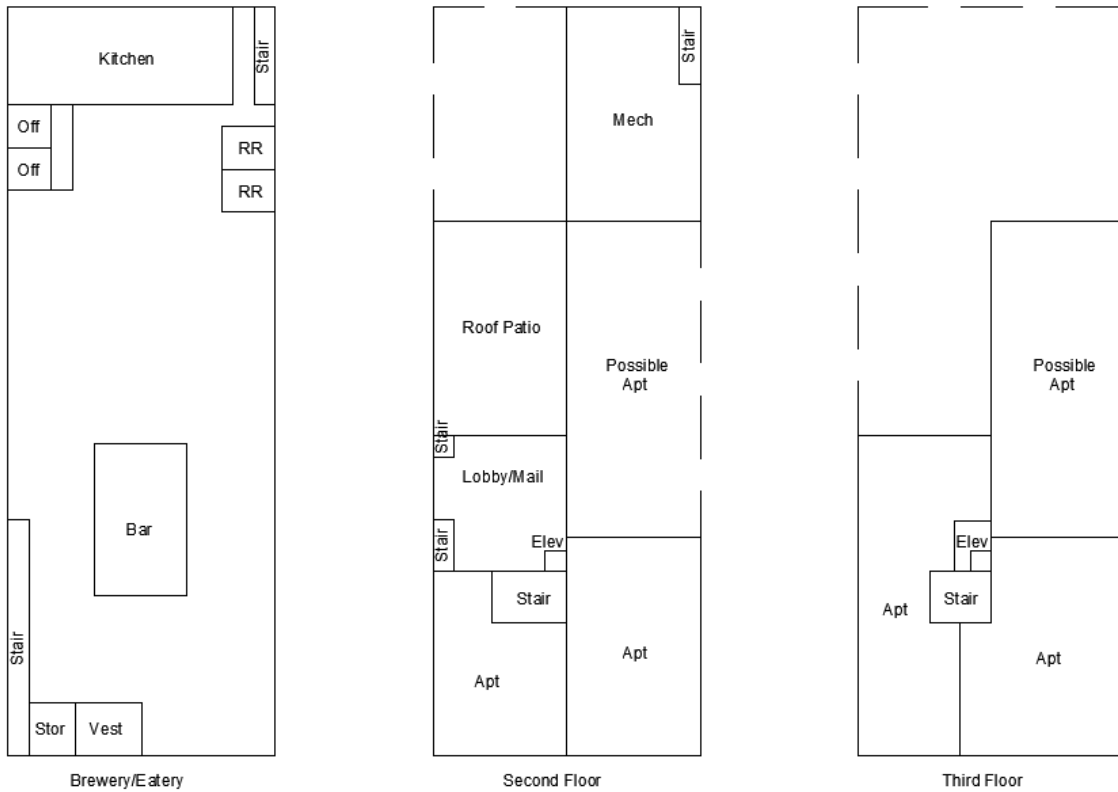 Kitchen
Stair
Off
Off
RR
RR
Bar
Stair
Stor
Vest
Brewery/Eatery
Stair
Mech
Roof Patio
Possible
Apt
Stair
Lobby/Mail
Stair
Elev
Stair
Apt
Apt
Second Floor
Possible
Apt
Elev
Stair
Apt
Apt
Third Floor